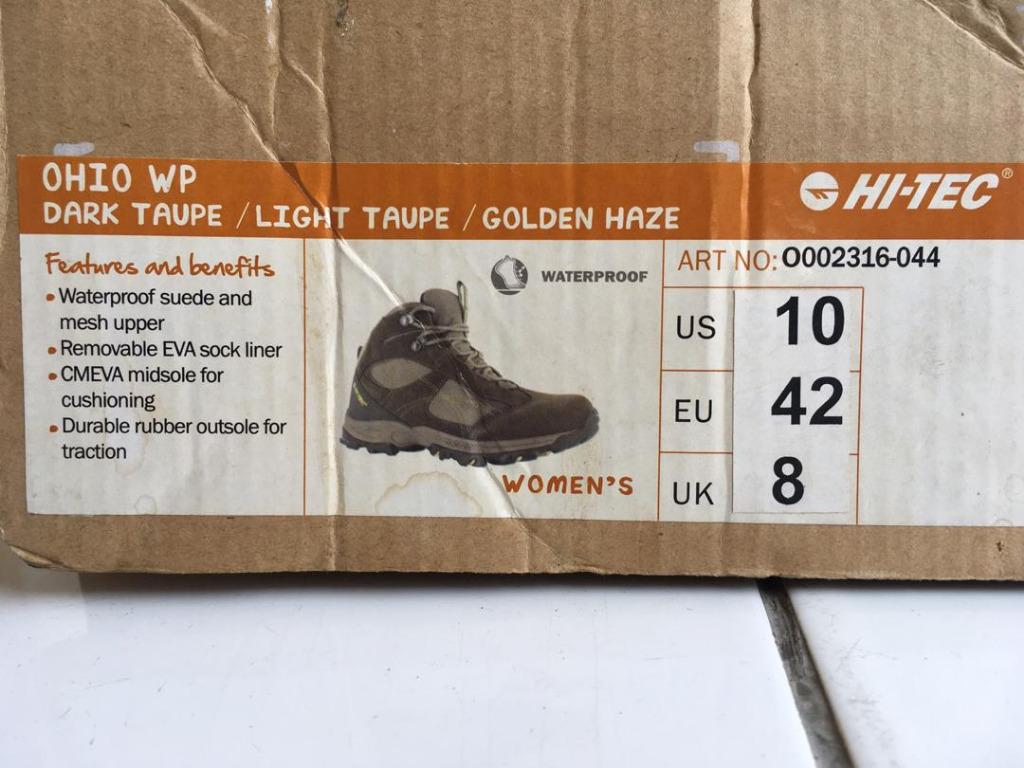 OHIO WP
DARK TAUPE / LIGHT TAUPE / GOLDEN HAZE
HI-TEC®
Features and benefits
• Waterproof suede and
mesh upper
• Removable EVA sock liner
• CMEVA midsole for
cushioning
• Durable rubber outsole for
traction
WATERPROOF
WOMEN'S
ART NO: O002316-044
US 10
EU 42
UK 8